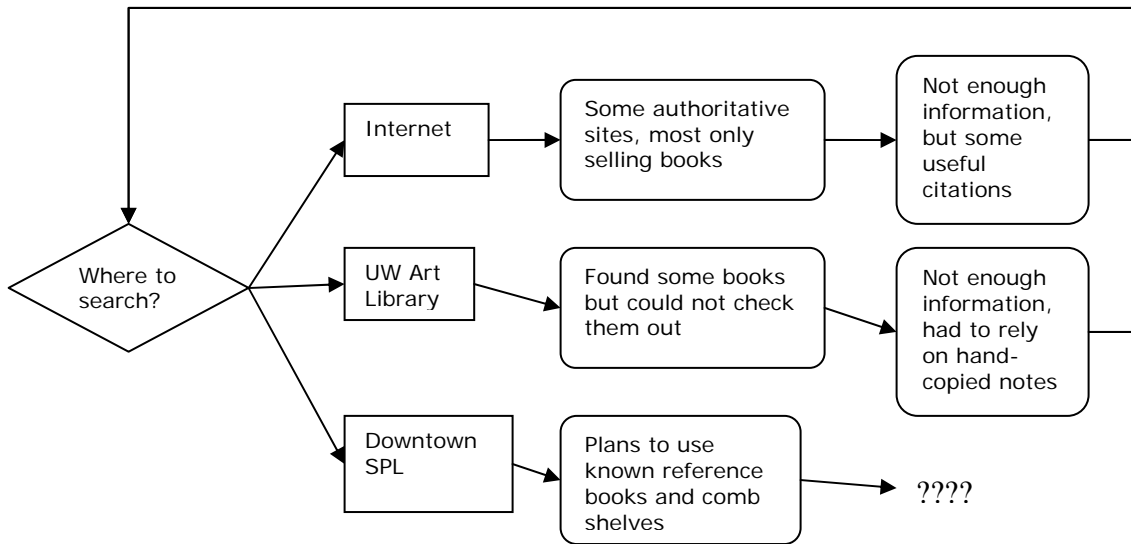 Where to
search?
Internet
Some authoritative
sites, most only
selling books
Not enough
information,
but some
useful
citations
UW Art
Library
Found some books
but could not check
them out
Not enough
information,
had to rely
on hand-
copied notes
Downtown
SPL
Plans to use
known reference
books and comb
shelves
????